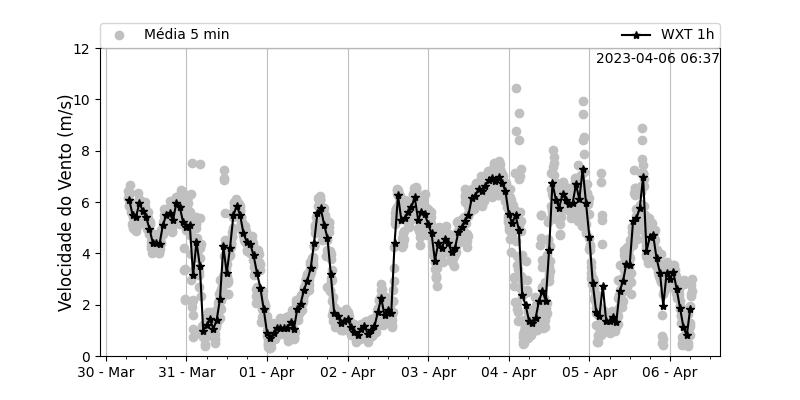 Média 5 min
WXT 1h
2023-04-06 06:37
Velocidade do Vento (m/s)
12
10
8
6
4
2
0
30 - Mar
31 - Mar
01 - Apr
02 - Apr
03 - Apr
04 - Apr
05 - Apr
06 - Apr